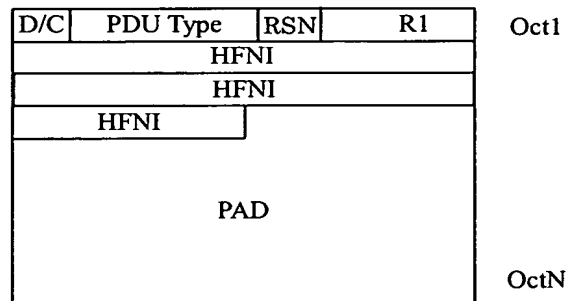 D/C PDU Type RSN R1 Oct1
HFNI
HFNI
HFNI
PAD
OctN